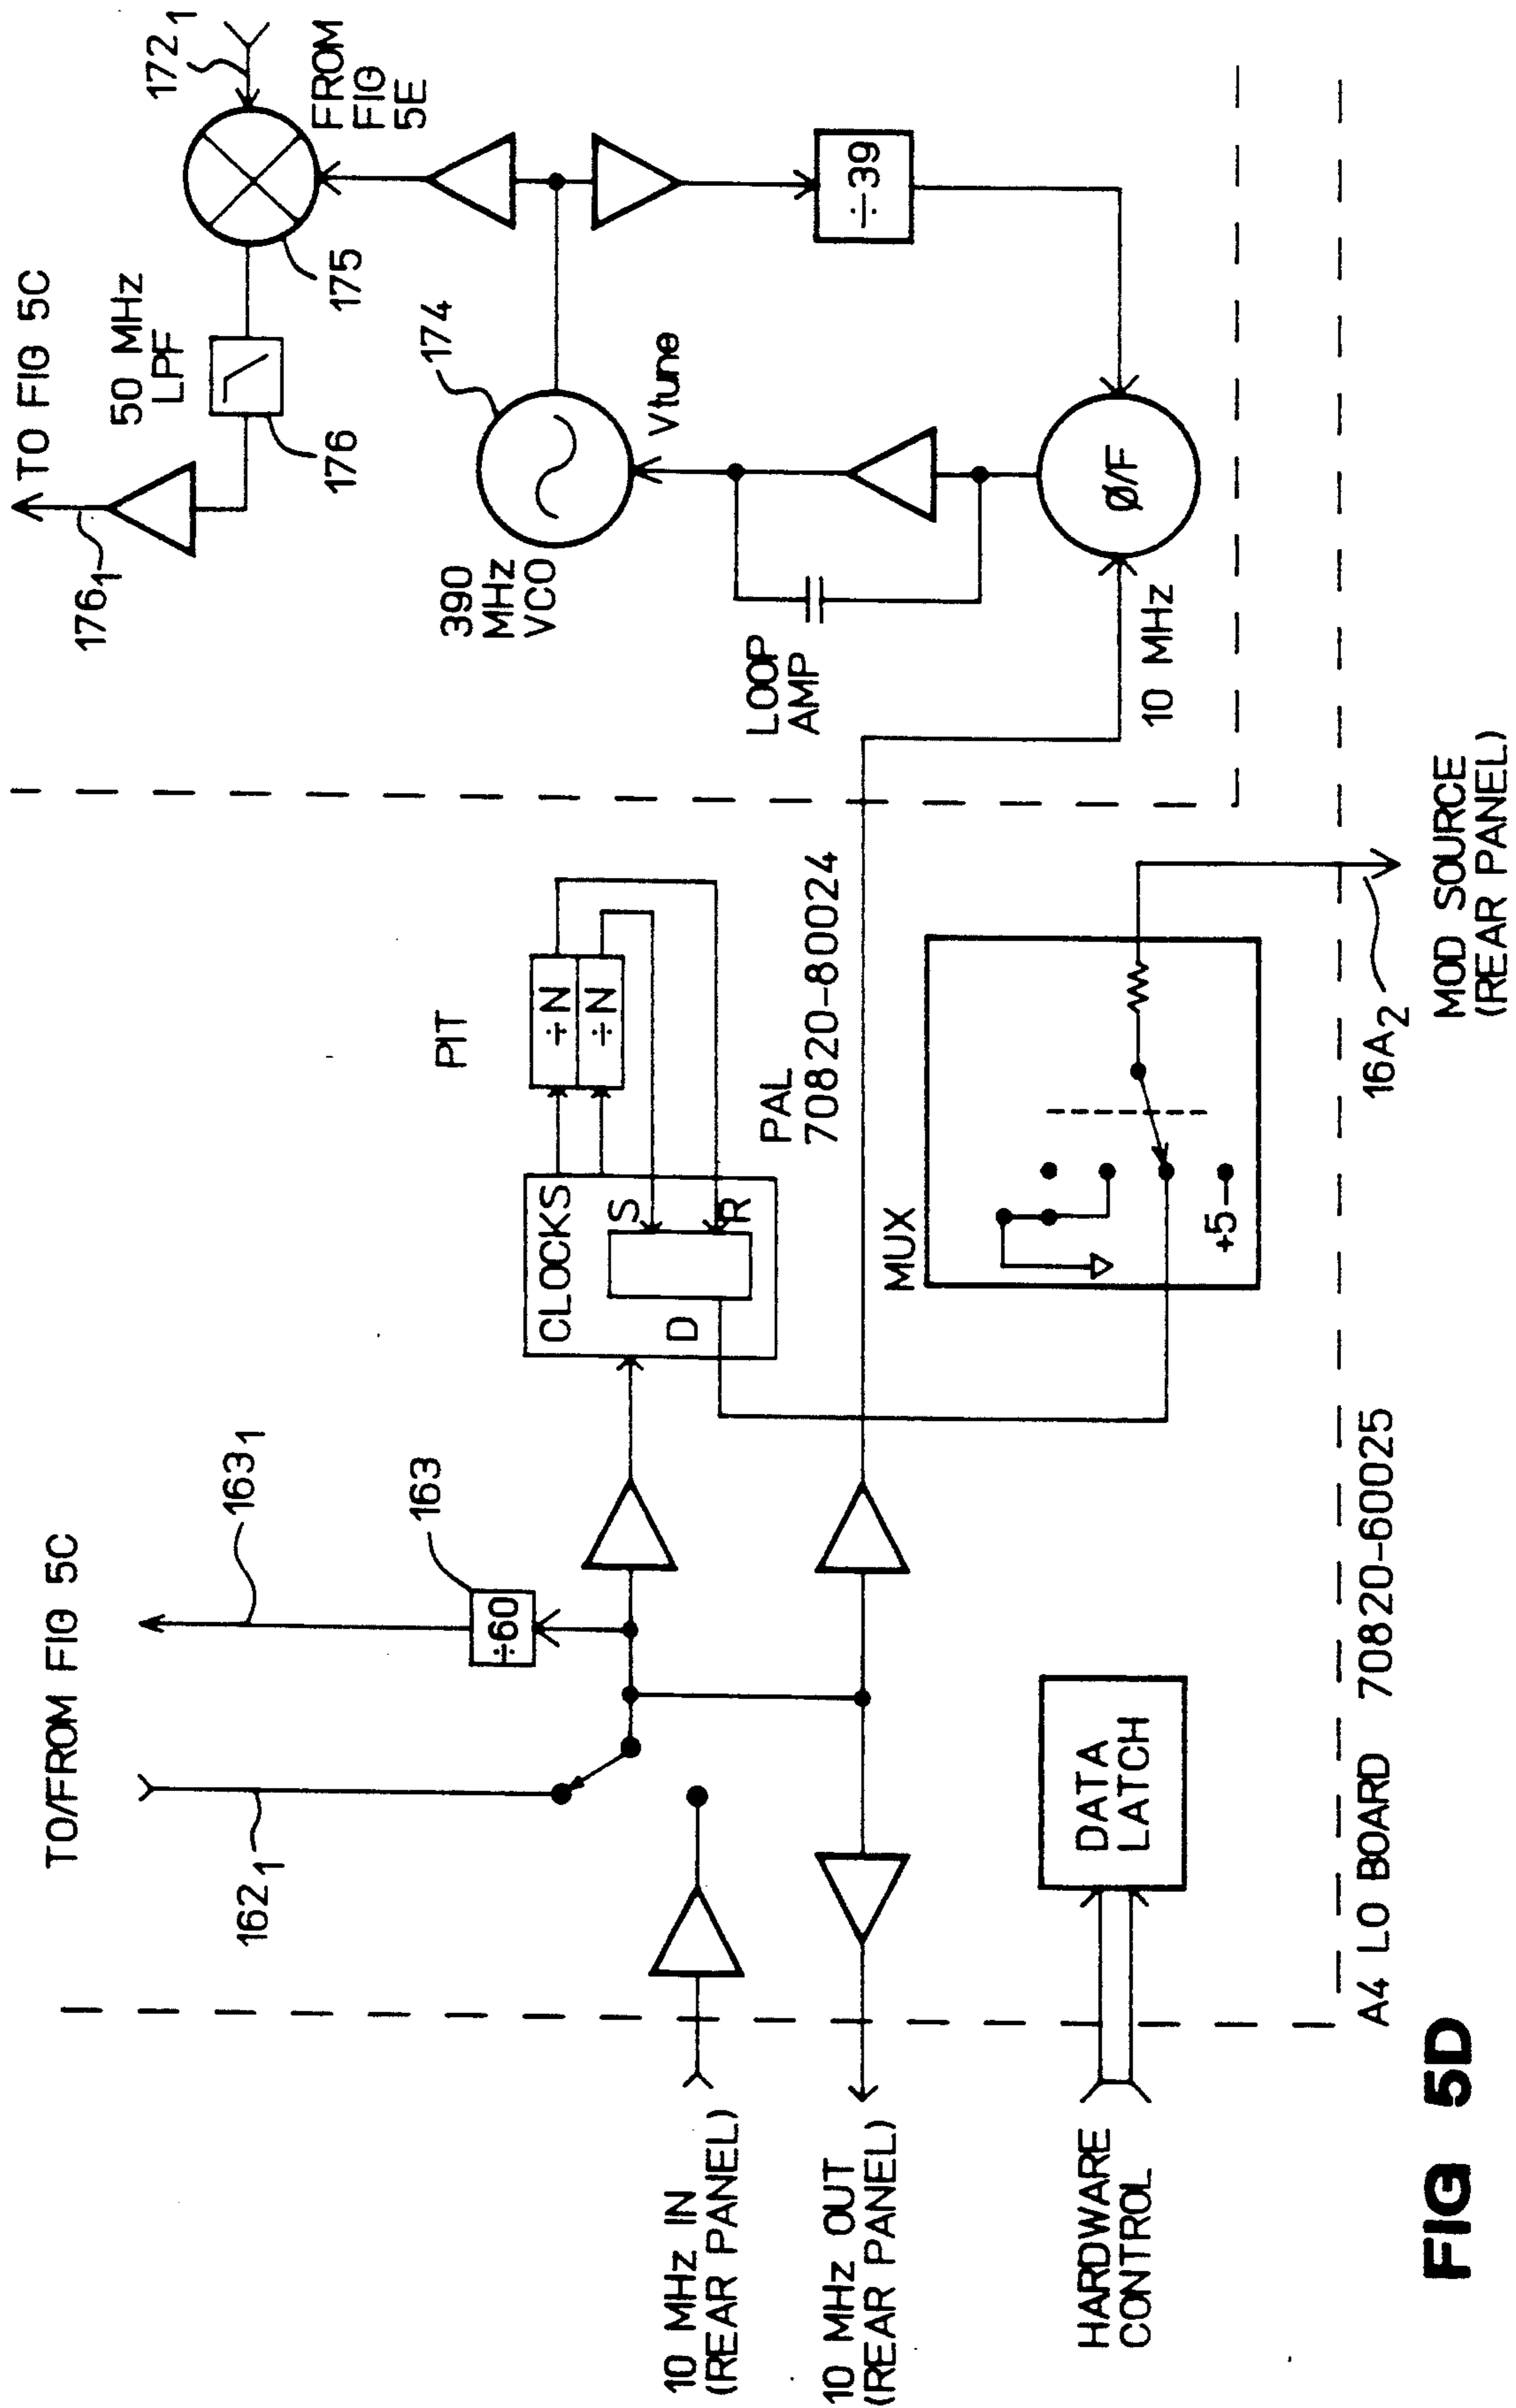 TO/FROM FIG 5C
TO FIG 5C
162₁
163₁
163
÷60
176₁
50 MHz
LPF
176
175
172₁
FROM
FIG
5E
390
MHz
VCO
174
Vtune
LOOP
AMP
÷39
Ø/F
10 MHz
CLOCKS
S
R
D
PIT
÷N
÷N
PAL
70820-80024
MUX
+5
10 MHz IN
(REAR PANEL)
10 MHz OUT
(REAR PANEL)
HARDWARE
CONTROL
DATA
LATCH
16A₂
MOD SOURCE
(REAR PANEL)
A4 LO BOARD 70820-60025
FIG 5D